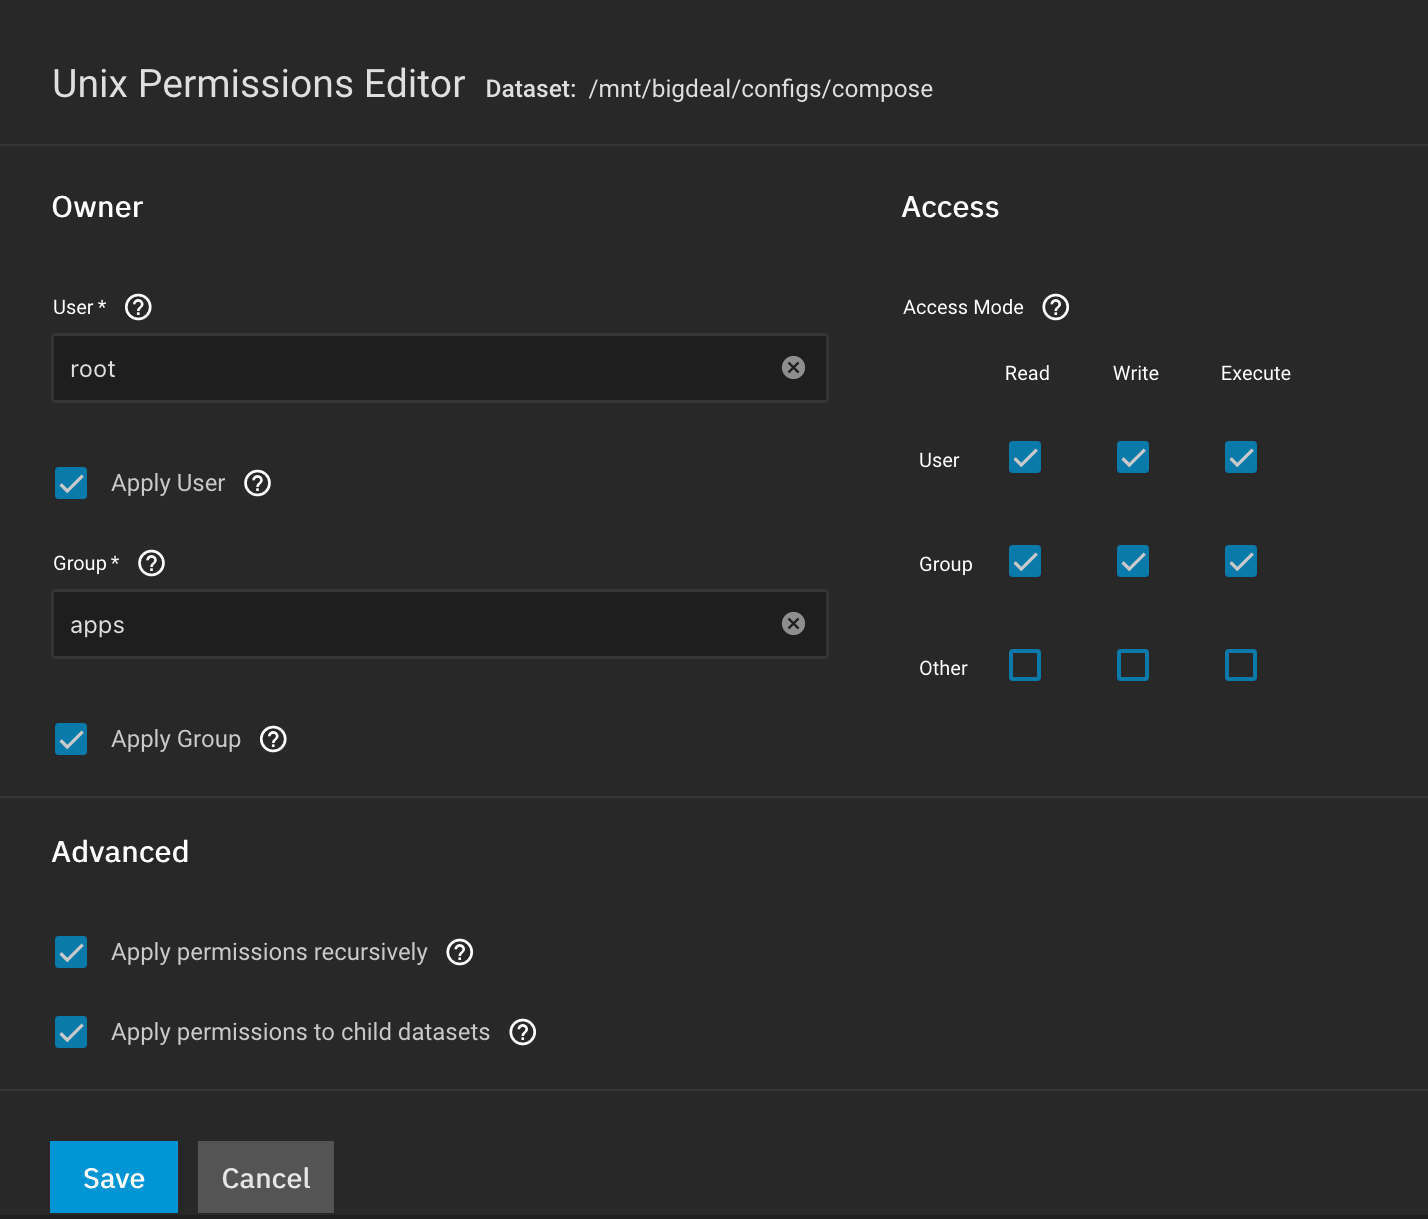 Unix Permissions Editor Dataset: /mnt/bigdeal/configs/compose
Owner
User *
root
Apply User
Group *
apps
Apply Group
Access
Access Mode
Read Write Execute
User
Group
Other
Advanced
Apply permissions recursively
Apply permissions to child datasets
Save Cancel